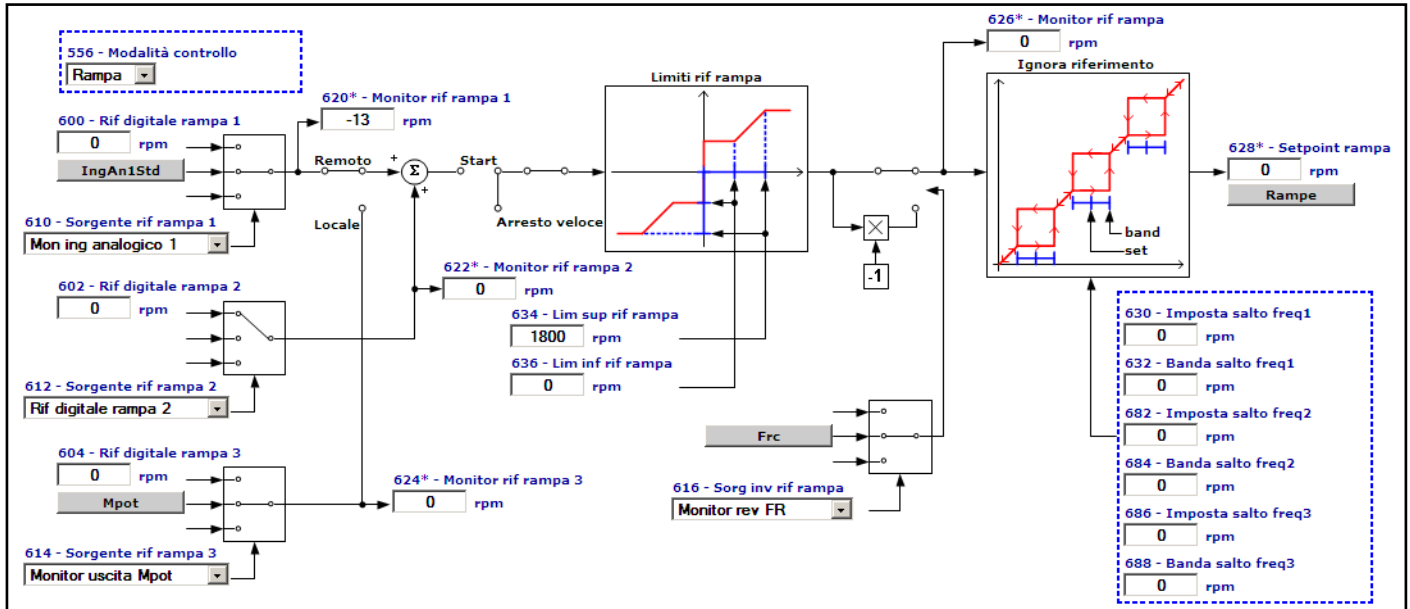 556 - Modalità controllo
Rampa
600 - Rif digitale rampa 1
0 rpm
IngAn1Std
610 - Sorgente rif rampa 1
Mon ing analogico 1
620* - Monitor rif rampa 1
-13 rpm
Remoto
Locale
+
Σ
+
Start
Arresto veloce
602 - Rif digitale rampa 2
0 rpm
612 - Sorgente rif rampa 2
Rif digitale rampa 2
622* - Monitor rif rampa 2
0 rpm
604 - Rif digitale rampa 3
0 rpm
Mpot
614 - Sorgente rif rampa 3
Monitor uscita Mpot
624* - Monitor rif rampa 3
0 rpm
Limiti rif rampa
634 - Lim sup rif rampa
1800 rpm
636 - Lim inf rif rampa
0 rpm
-1
Frc
616 - Sorg inv rif rampa
Monitor rev FR
626* - Monitor rif rampa
0 rpm
Ignora riferimento
band
set
628* - Setpoint rampa
0 rpm
Rampe
630 - Imposta salto freq1
0 rpm
632 - Banda salto freq1
0 rpm
682 - Imposta salto freq2
0 rpm
684 - Banda salto freq2
0 rpm
686 - Imposta salto freq3
0 rpm
688 - Banda salto freq3
0 rpm